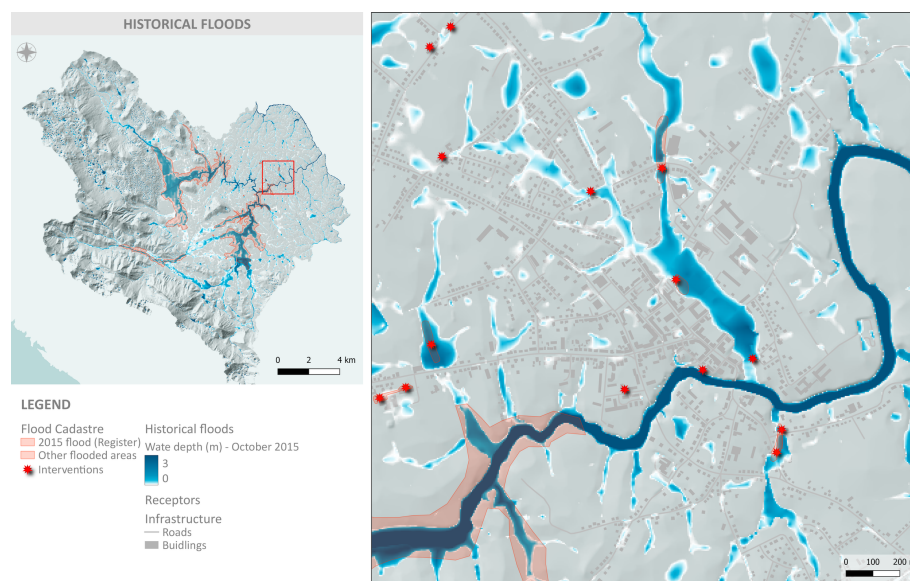 HISTORICAL FLOODS
0 2 4 km
LEGEND
Flood Cadastre
2015 flood (Register)
Other flooded areas
Interventions
Historical floods
Wate depth (m) - October 2015
3
0
Receptors
Infrastructure
Roads
Buidlings
0 100 200 m